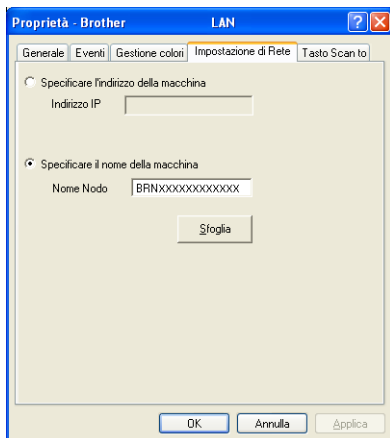 Proprietà - Brother LAN
Generale Eventi Gestione colori Impostazione di Rete Tasto Scan to
Specificare l'indirizzo della macchina
Indirizzo IP
Specificare il nome della macchina
Nome Nodo BRNXXXXXXXXXXXX
Sfoglia
OK Annulla Applica